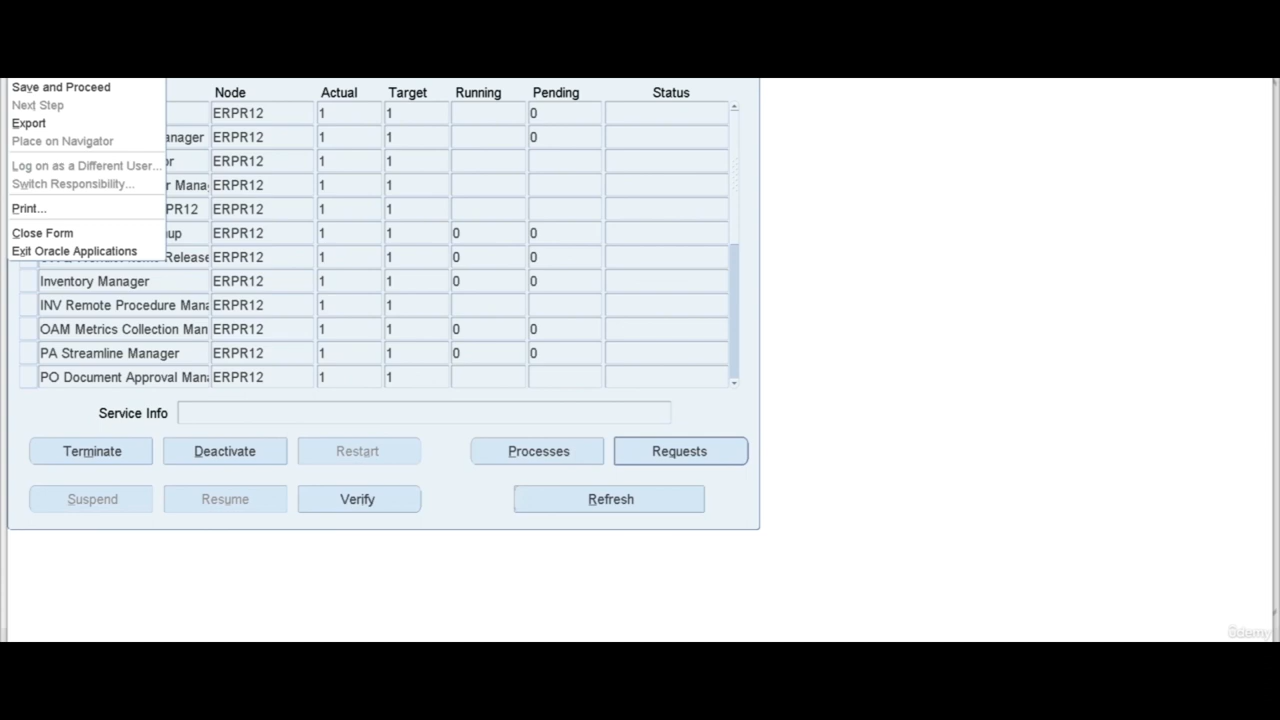 Save and Proceed
Next Step
Export
Place on Navigator
Log on as a Different User...
Switch Responsibility...
Print...
Close Form
Exit Oracle Applications
Node Actual Target Running Pending Status
ERPR12 1 1 0
anager ERPR12 1 1 0
or ERPR12 1 1
r Mana ERPR12 1 1
PR12 ERPR12 1 1
up ERPR12 1 1 0 0
Release ERPR12 1 1 0 0
Inventory Manager ERPR12 1 1 0 0
INV Remote Procedure Mana ERPR12 1 1
OAM Metrics Collection Man ERPR12 1 1 0 0
PA Streamline Manager ERPR12 1 1 0 0
PO Document Approval Mana ERPR12 1 1
Service Info
Terminate Deactivate Restart Processes Requests
Suspend Resume Verify Refresh
ûdemy